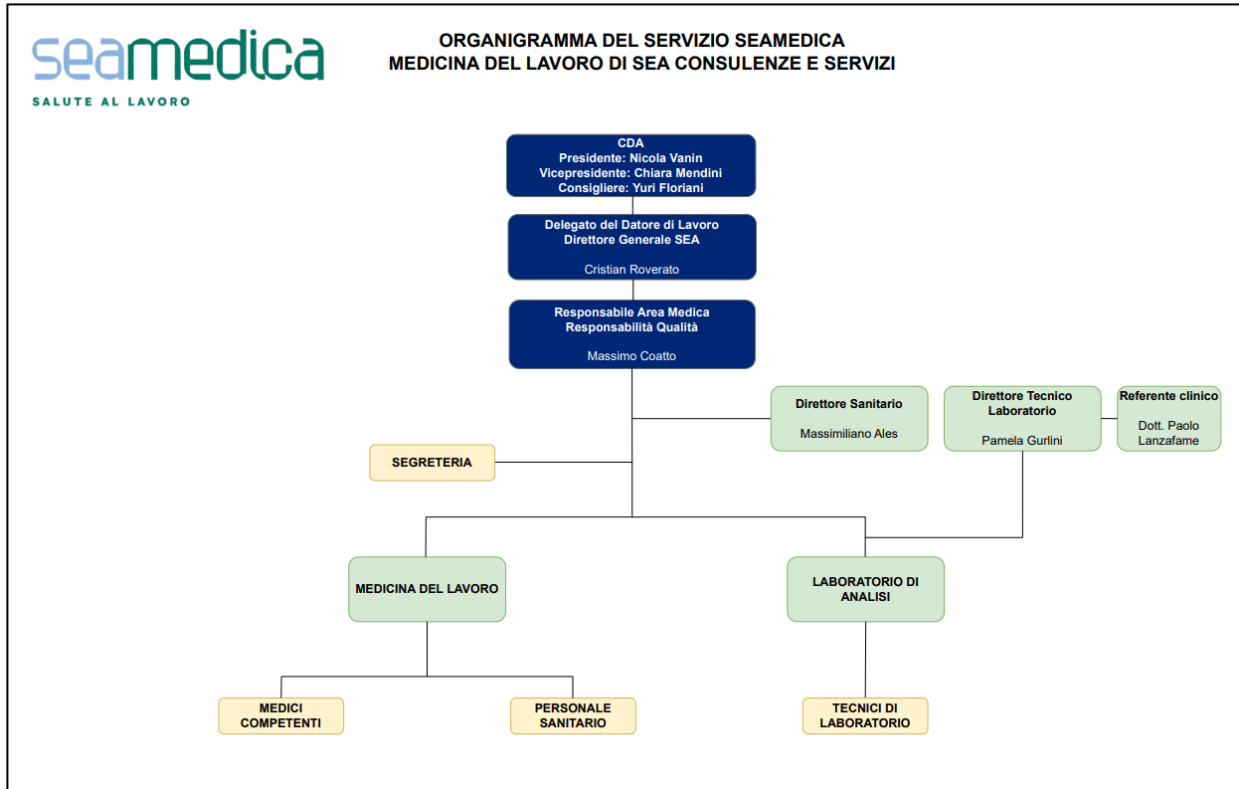 seamedica
SALUTE AL LAVORO
ORGANIGRAMMA DEL SERVIZIO SEAMEDICA
MEDICINA DEL LAVORO DI SEA CONSULENZE E SERVIZI
CDA
Presidente: Nicola Vanin
Vicepresidente: Chiara Mendini
Consigliere: Yuri Floriani
Delegato del Datore di Lavoro
Direttore Generale SEA
Cristian Roverato
Responsabile Area Medica
Responsabilità Qualità
Massimo Coatto
Direttore Sanitario
Massimiliano Ales
Direttore Tecnico
Laboratorio
Pamela Gurlini
Referente clinico
Dott. Paolo
Lanzafame
SEGRETERIA
MEDICINA DEL LAVORO
LABORATORIO DI
ANALISI
MEDICI
COMPETENTI
PERSONALE
SANITARIO
TECNICI DI
LABORATORIO